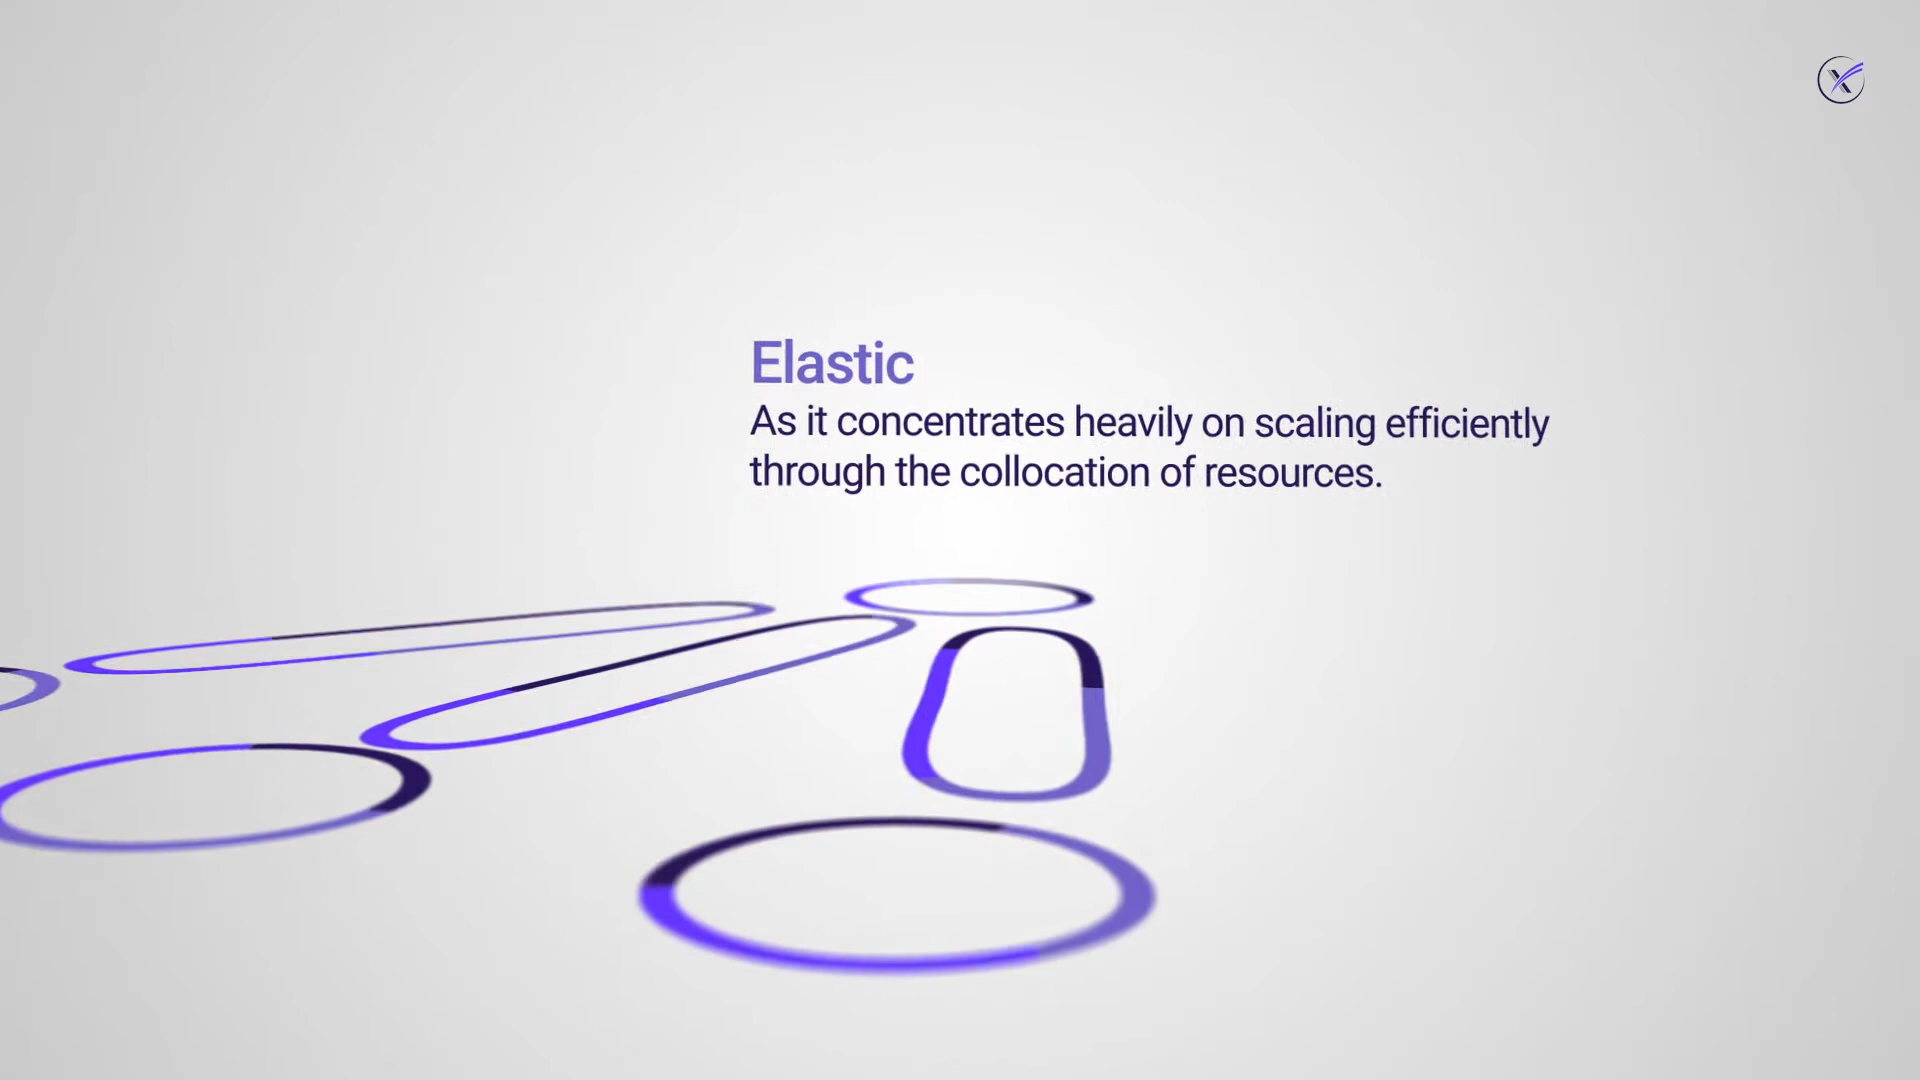 Elastic
As it concentrates heavily on scaling efficiently
through the collocation of resources.